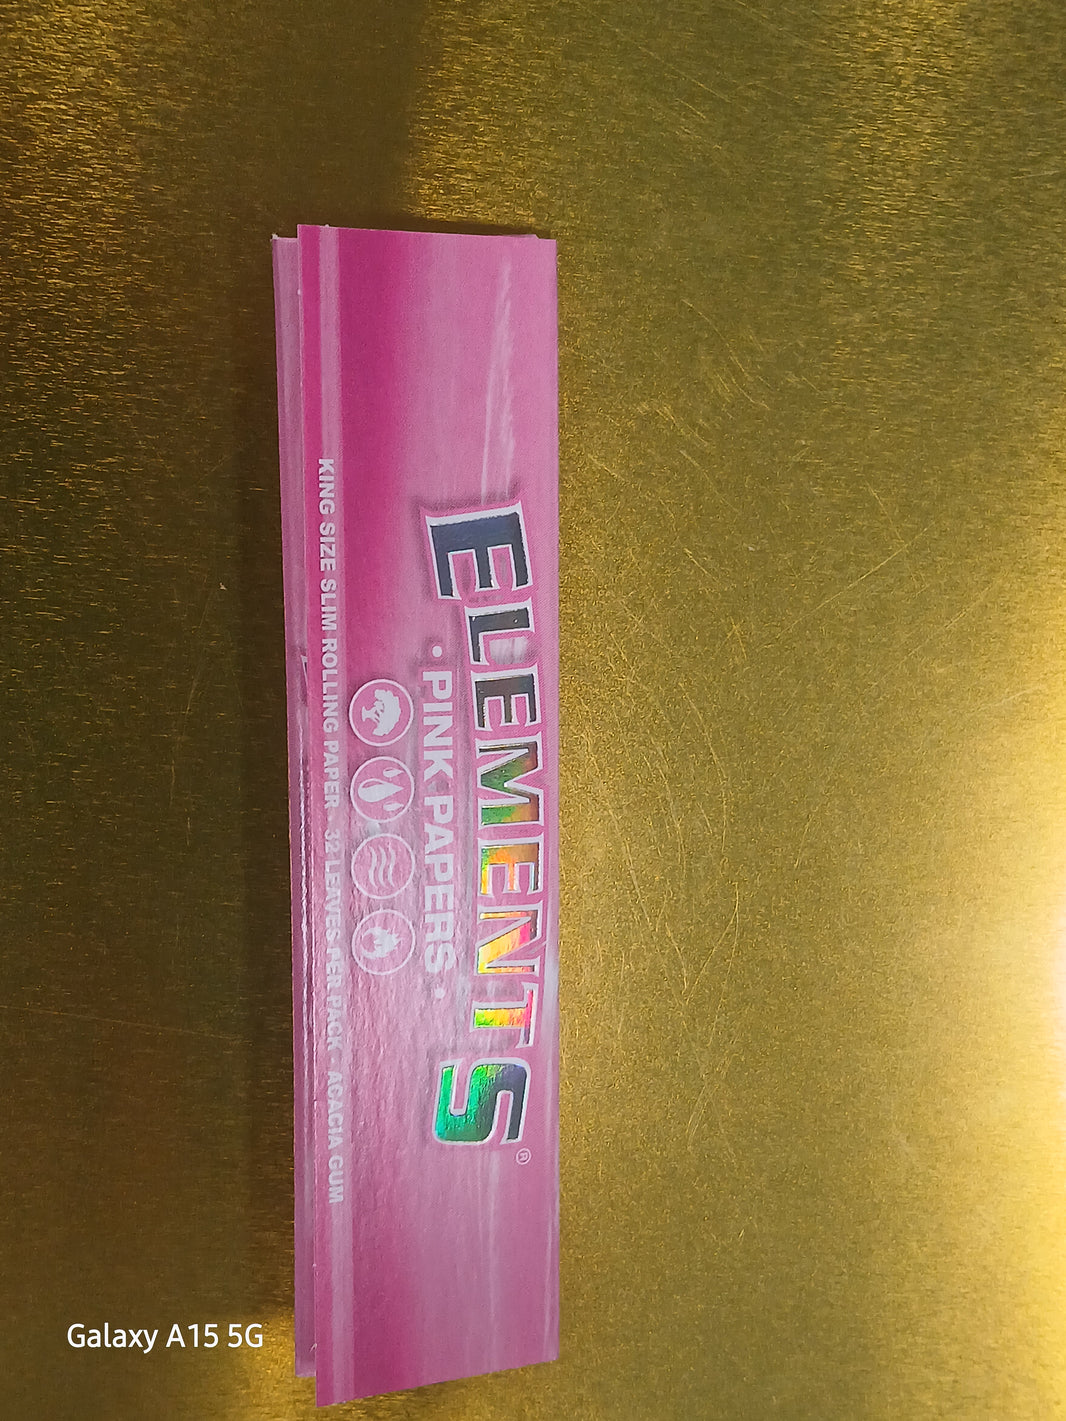 ELEMENTS®
· PINK PAPERS ·
KING SIZE SLIM ROLLING PAPER · 32 LEAVES PER PACK · ACACIA GUM
Galaxy A15 5G